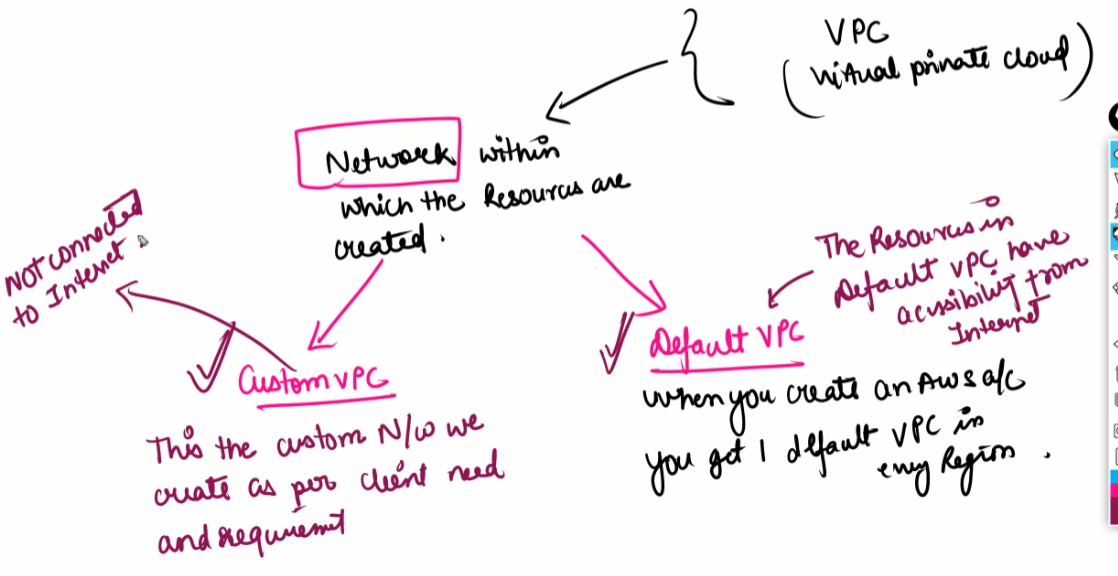 VPC
(virtual private cloud)
Network within
which the Resources are
created.
NOT connected
to Internet.
The Resources in
Default VPC have
acussibility from
Internet
Custom VPC
This the custom N/W we
create as per client need
and requirement
Default VPC
When you create an AWS a/c
you get 1 default VPC in
every Region.